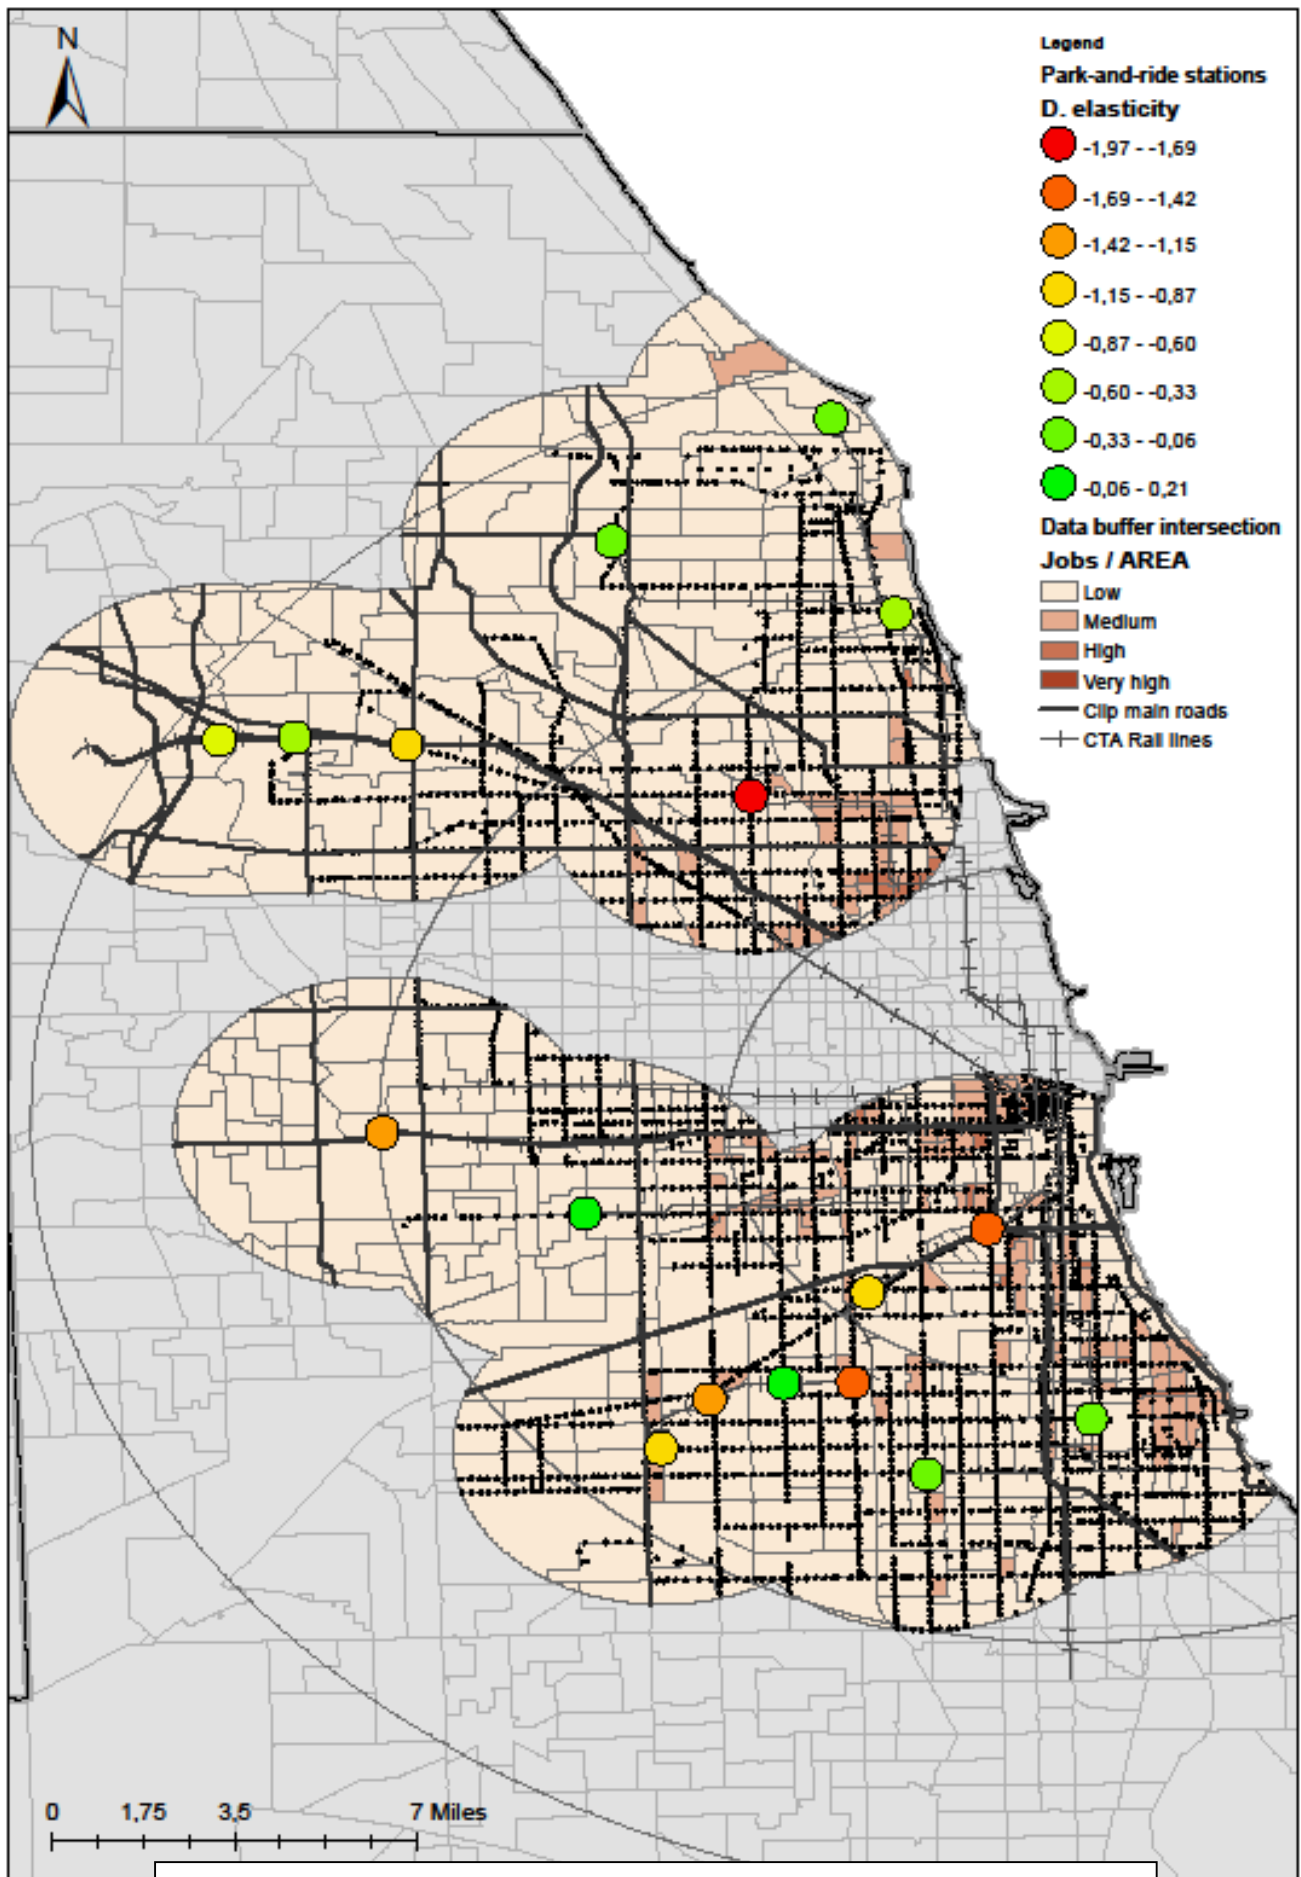 N
Legend
Park-and-ride stations
D. elasticity
-1,97 - -1,69
-1,69 - -1,42
-1,42 - -1,15
-1,15 - -0,87
-0,87 - -0,60
-0,60 - -0,33
-0,33 - -0,06
-0,06 - 0,21
Data buffer intersection
Jobs / AREA
Low
Medium
High
Very high
Clip main roads
CTA Rail lines
0 1,75 3,5 7 Miles